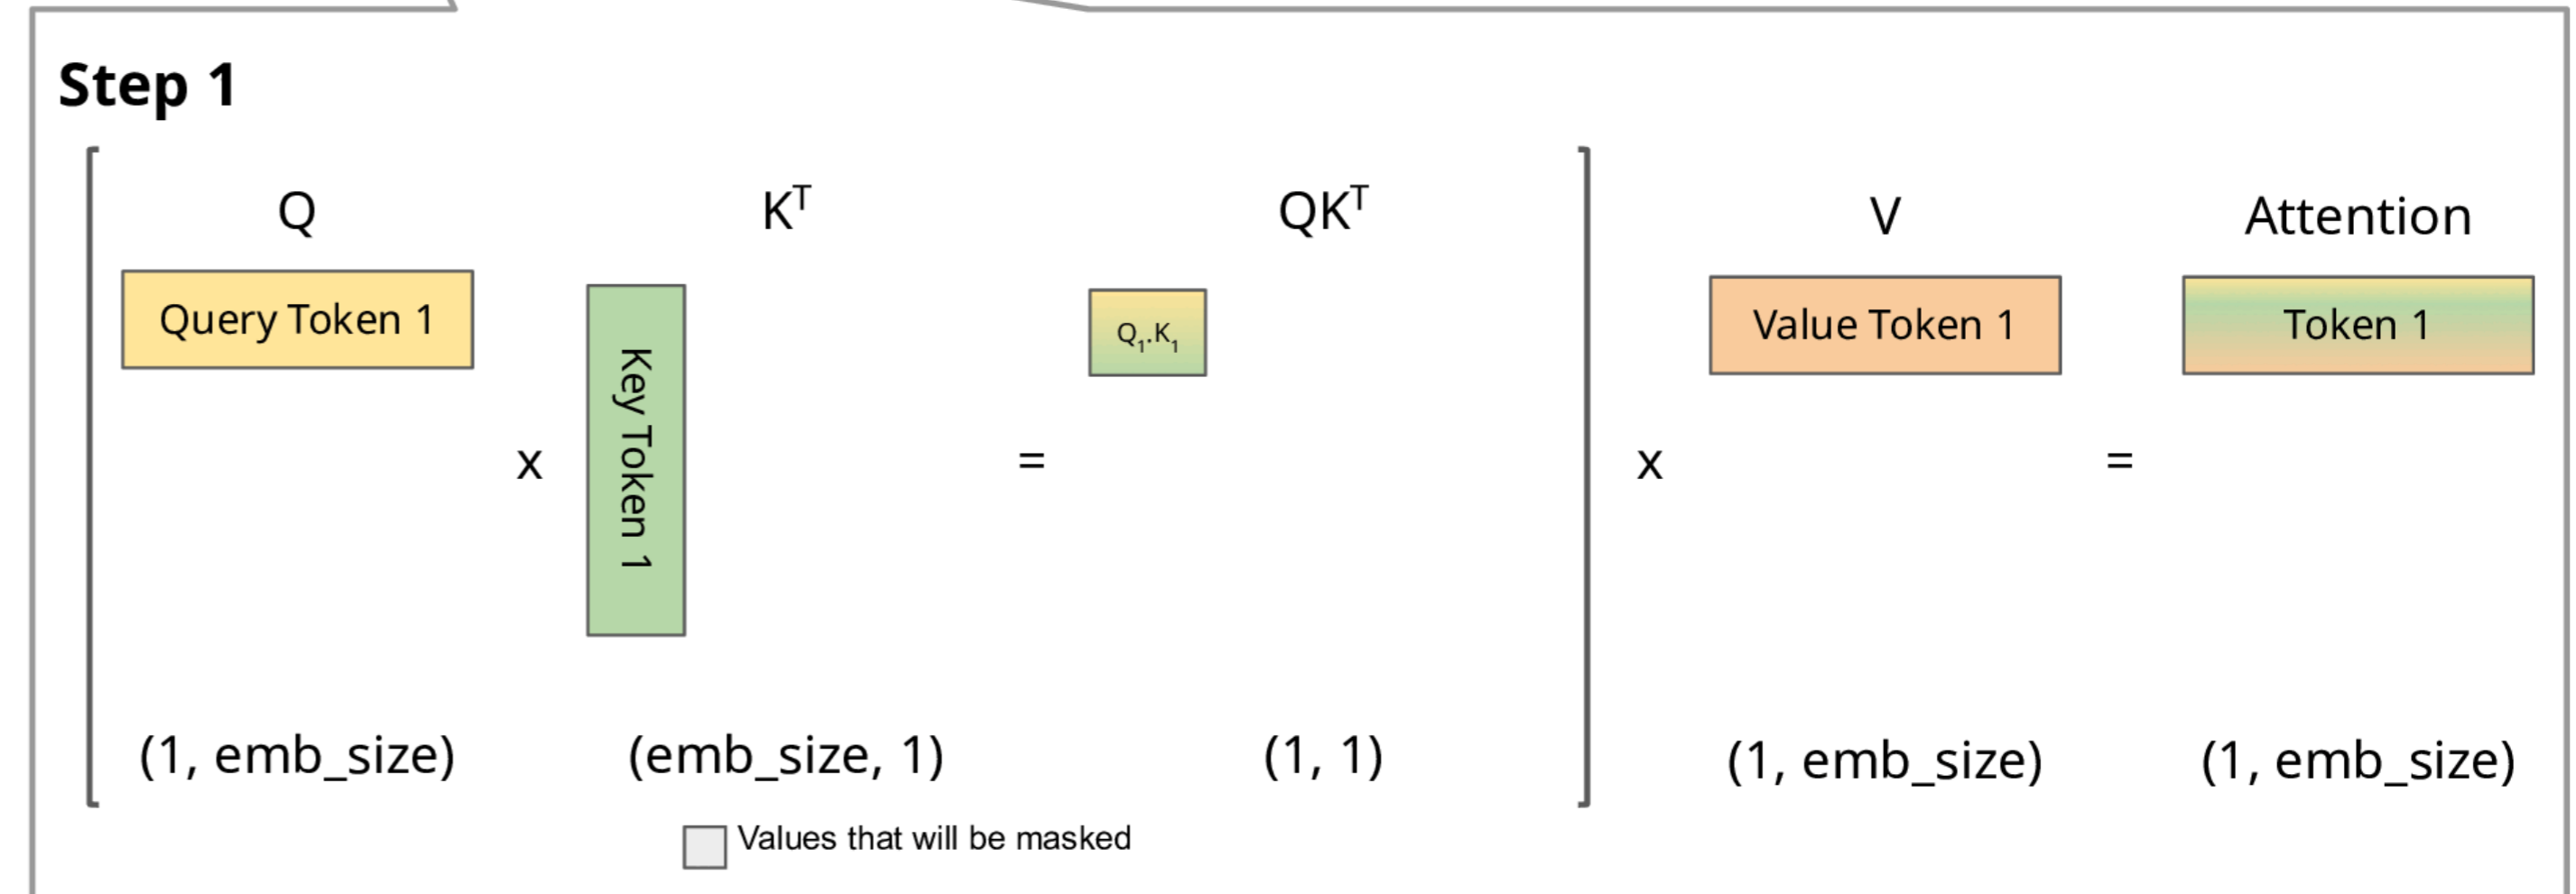 Step 1
Q
K^T
QK^T
V
Attention
Query Token 1
Key Token 1
Q₁.K₁
Value Token 1
Token 1
x
=
x
=
(1, emb_size)
(emb_size, 1)
(1, 1)
(1, emb_size)
(1, emb_size)
Values that will be masked